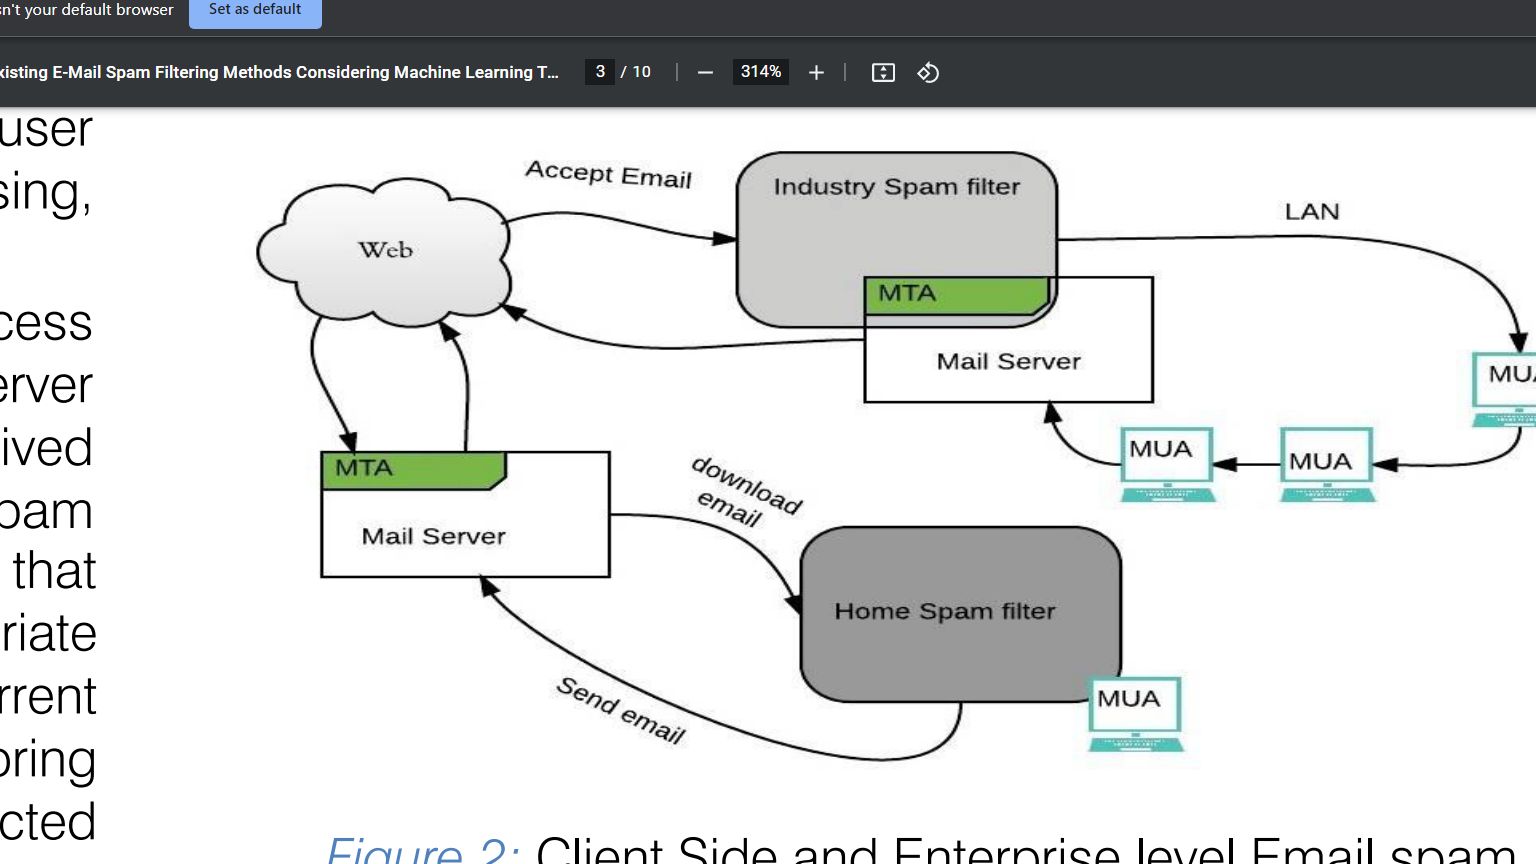 n't your default browser
Set as default
xisting E-Mail Spam Filtering Methods Considering Machine Learning T...
3 / 10
314%
user
sing,
cess
erver
ived
pam
that
riate
rrent
oring
cted
Accept Email
Industry Spam filter
LAN
Web
MTA
Mail Server
MUA
MUA
MUA
MTA
Mail Server
download
email
Home Spam filter
MUA
Send email
Figure 2: Client Side and Enterprise level Email spam